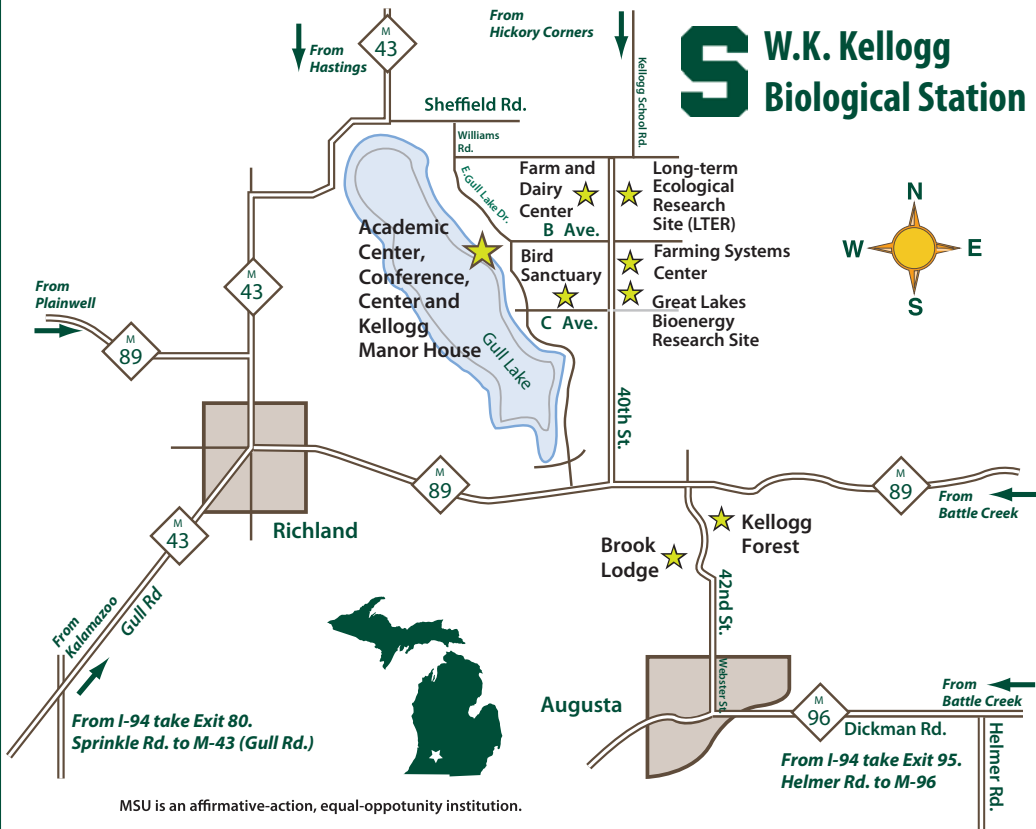 From
Hastings
M
43
From
Hickory Corners
Kellogg School Rd.
S
W.K. Kellogg
Biological Station
Sheffield Rd.
Williams
Rd.
E.Gull Lake Dr.
Farm and
Dairy
Center
B Ave.
Long-term
Ecological
Research
Site (LTER)
N
W
E
S
Academic
Center,
Conference,
Center and
Kellogg
Manor House
Bird
Sanctuary
C Ave.
Farming Systems
Center
Great Lakes
Bioenergy
Research Site
Gull Lake
40th St.
From
Plainwell
M
89
M
43
M
89
M
89
From
Battle Creek
Richland
M
43
Gull Rd
From
Kalamazoo
Kellogg
Forest
Brook
Lodge
42nd St.
Webster St.
Augusta
M
96
Dickman Rd.
From
Battle Creek
Helmer Rd.
From I-94 take Exit 80.
Sprinkle Rd. to M-43 (Gull Rd.)
From I-94 take Exit 95.
Helmer Rd. to M-96
MSU is an affirmative-action, equal-oppotunity institution.